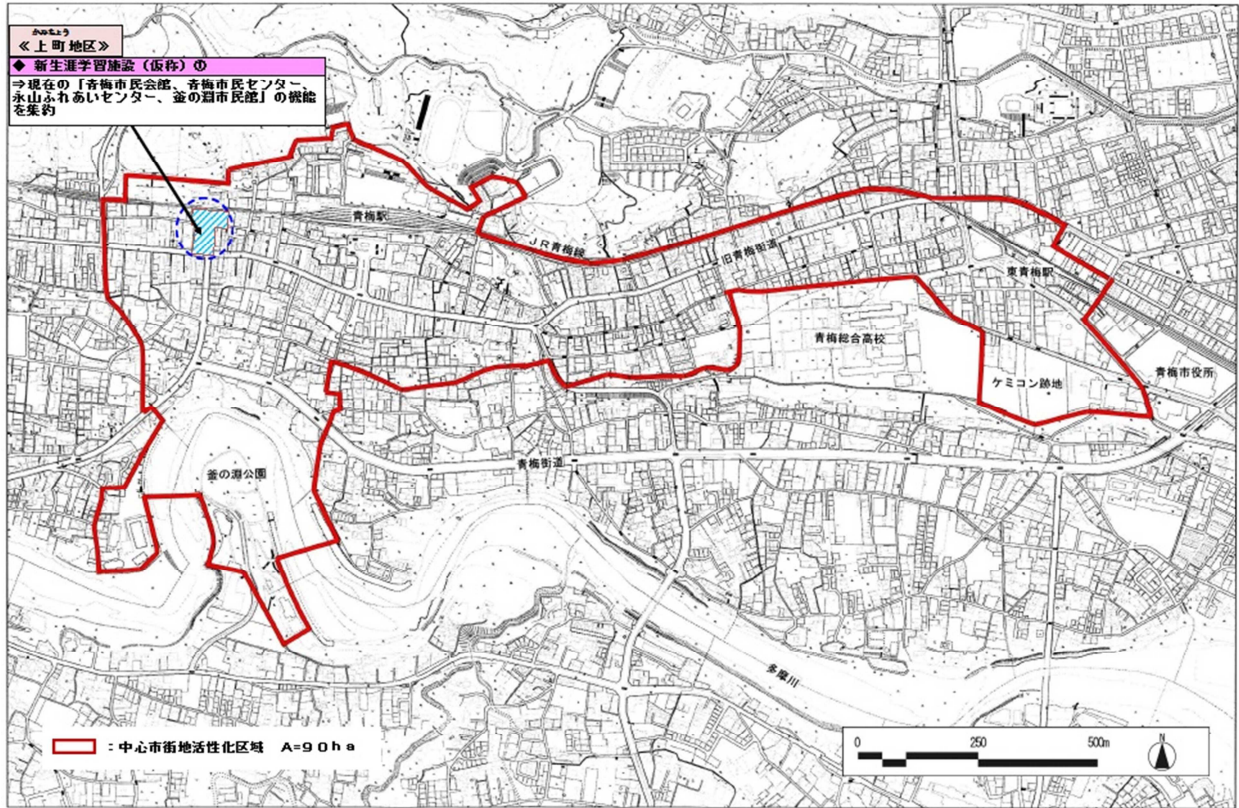 かみちょう
≪上町地区≫
◆ 新生涯学習施設（仮称）①
⇒現在の「青梅市民会館、青梅市民センター、
永山ふれあいセンター、釜の淵市民館」の機能
を集約
青梅駅
JR青梅線
旧青梅街道
東青梅駅
青梅総合高校
ケミコン跡地
青梅市役所
釜の淵公園
青梅街道
多摩川
：中心市街地活性化区域 A=90ha
0 250 500m
N